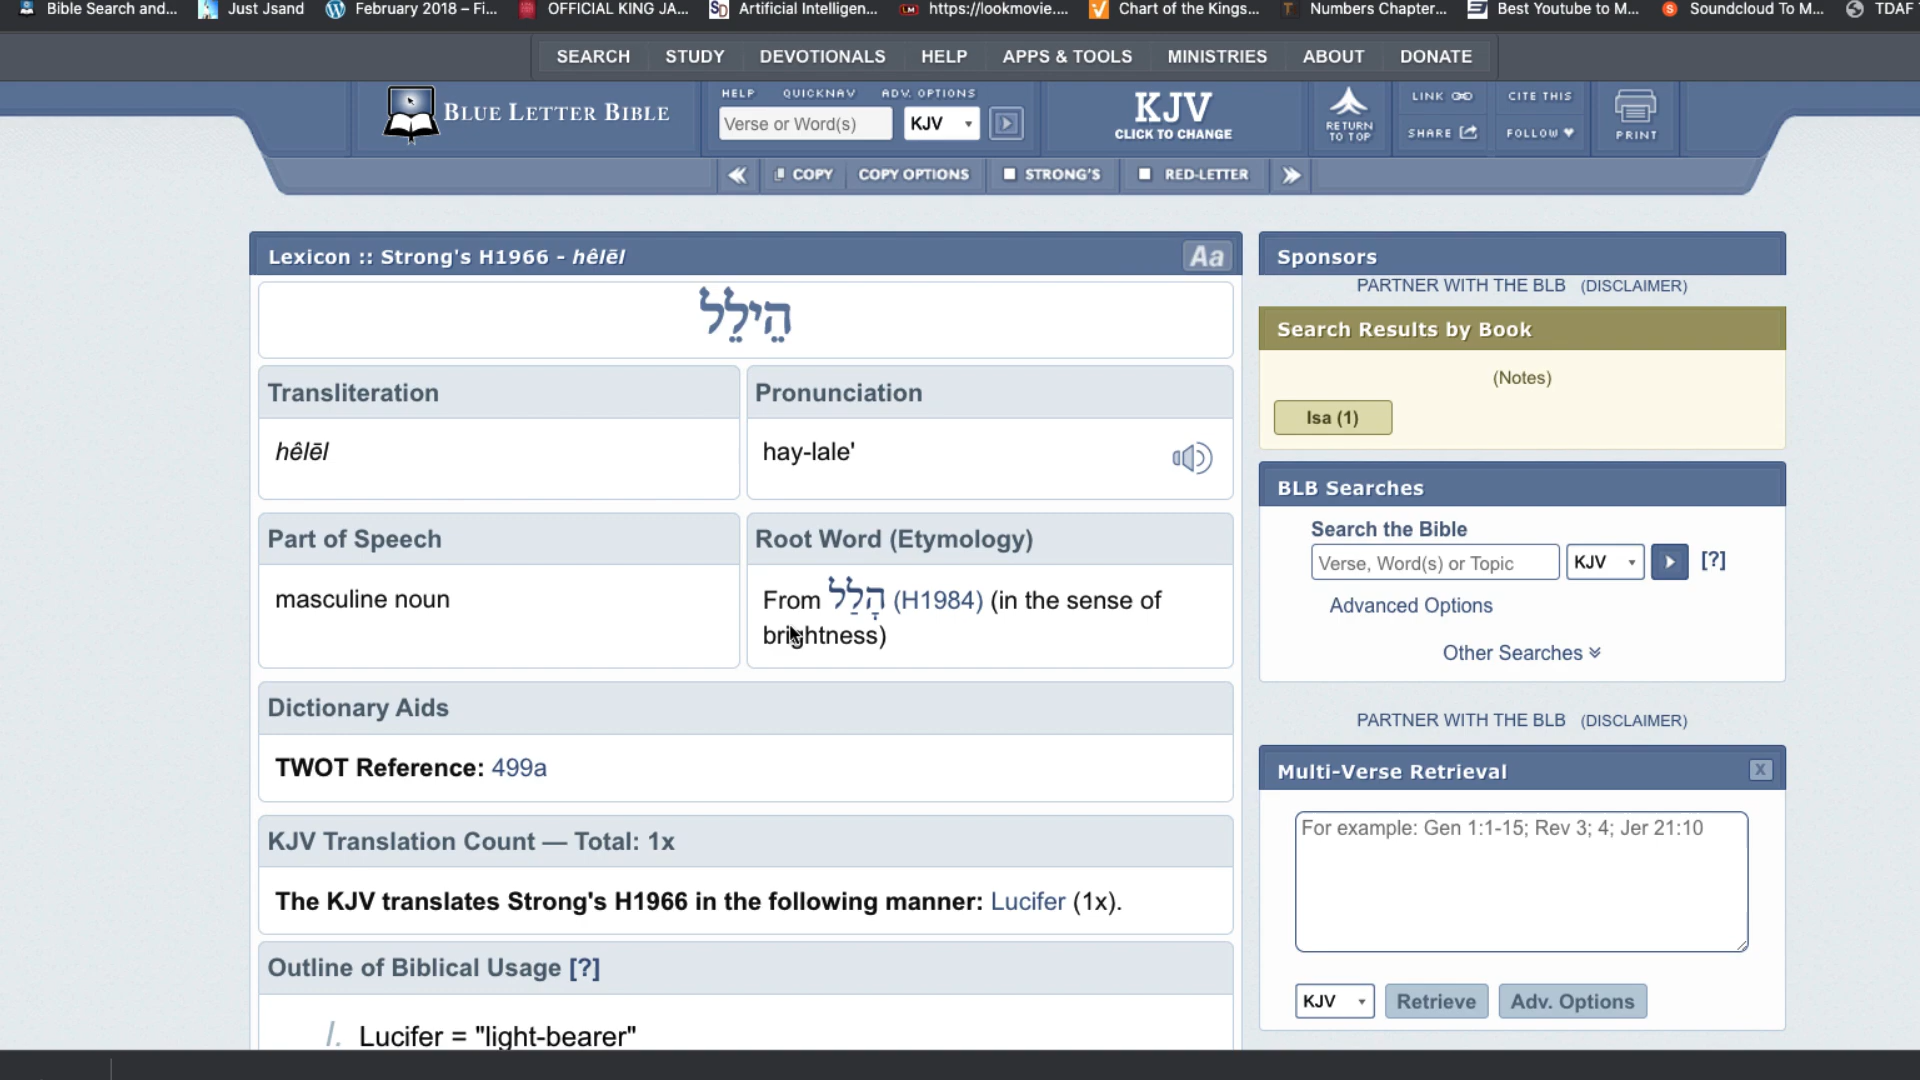 Bible Search and... Just Jsand February 2018 – Fi... OFFICIAL KING JA... Artificial Intelligen... https://lookmovie.... Chart of the Kings... Numbers Chapter... Best Youtube to M... Soundcloud To M... TDAF
SEARCH STUDY DEVOTIONALS HELP APPS & TOOLS MINISTRIES ABOUT DONATE
BLUE LETTER BIBLE
HELP QUICKNAV ADV. OPTIONS
Verse or Word(s) KJV
KJV
CLICK TO CHANGE
RETURN
TO TOP
LINK CITE THIS
SHARE FOLLOW
PRINT
COPY COPY OPTIONS STRONG'S RED-LETTER
Lexicon :: Strong's H1966 - hêlēl Aa
הֵילֵל
Transliteration
hêlēl
Pronunciation
hay-lale'
Part of Speech
masculine noun
Root Word (Etymology)
From הָלַל (H1984) (in the sense of
brightness)
Dictionary Aids
TWOT Reference: 499a
KJV Translation Count — Total: 1x
The KJV translates Strong's H1966 in the following manner: Lucifer (1x).
Outline of Biblical Usage [?]
I. Lucifer = "light-bearer"
Sponsors
PARTNER WITH THE BLB (DISCLAIMER)
Search Results by Book
(Notes)
Isa (1)
BLB Searches
Search the Bible
Verse, Word(s) or Topic KJV [?]
Advanced Options
Other Searches
PARTNER WITH THE BLB (DISCLAIMER)
Multi-Verse Retrieval X
For example: Gen 1:1-15; Rev 3; 4; Jer 21:10
KJV Retrieve Adv. Options